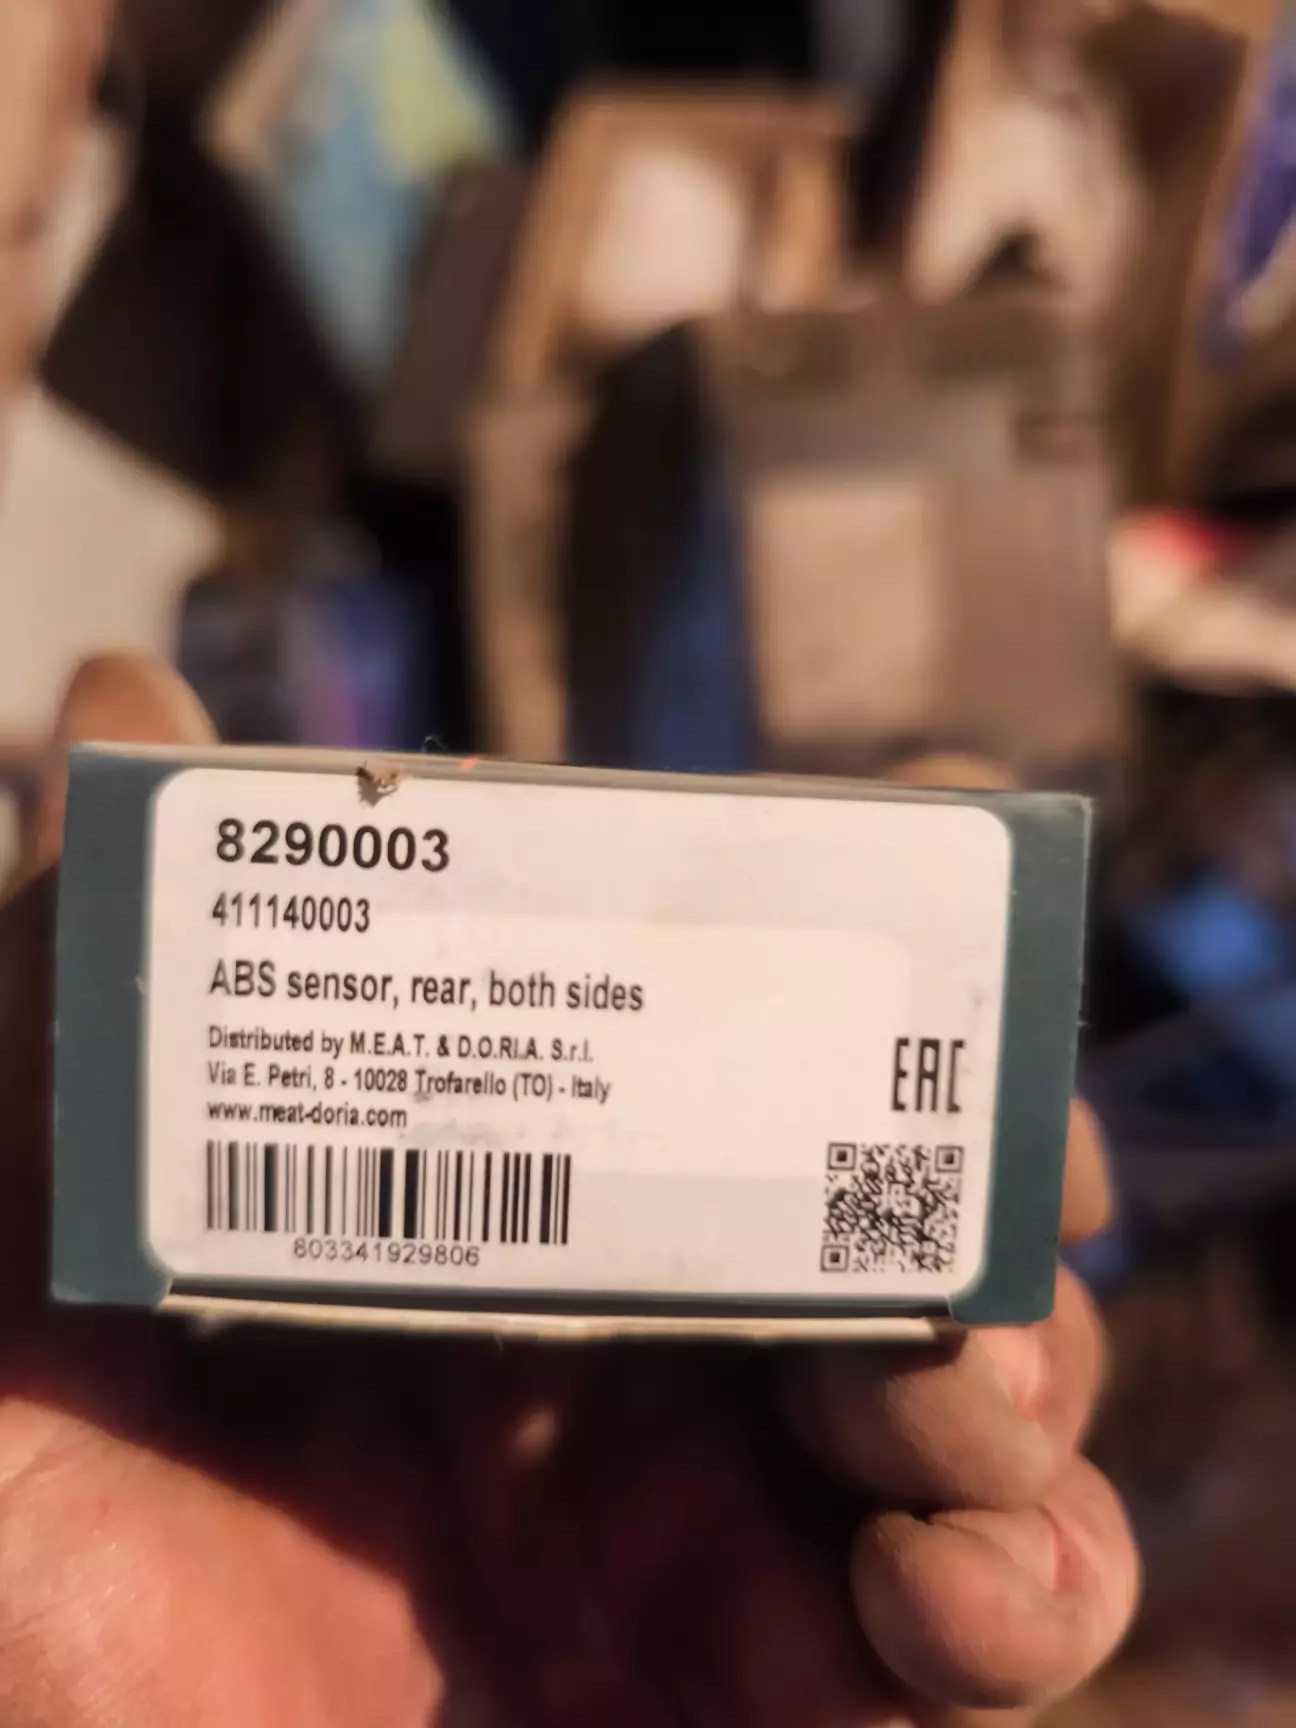 8290003
411140003
ABS sensor, rear, both sides
Distributed by M.E.A.T. & D.O.RI.A. S.r.l.
Via E. Petri, 8 - 10028 Trofarello (TO) - Italy
www.meat-doria.com
EAC
803341929806